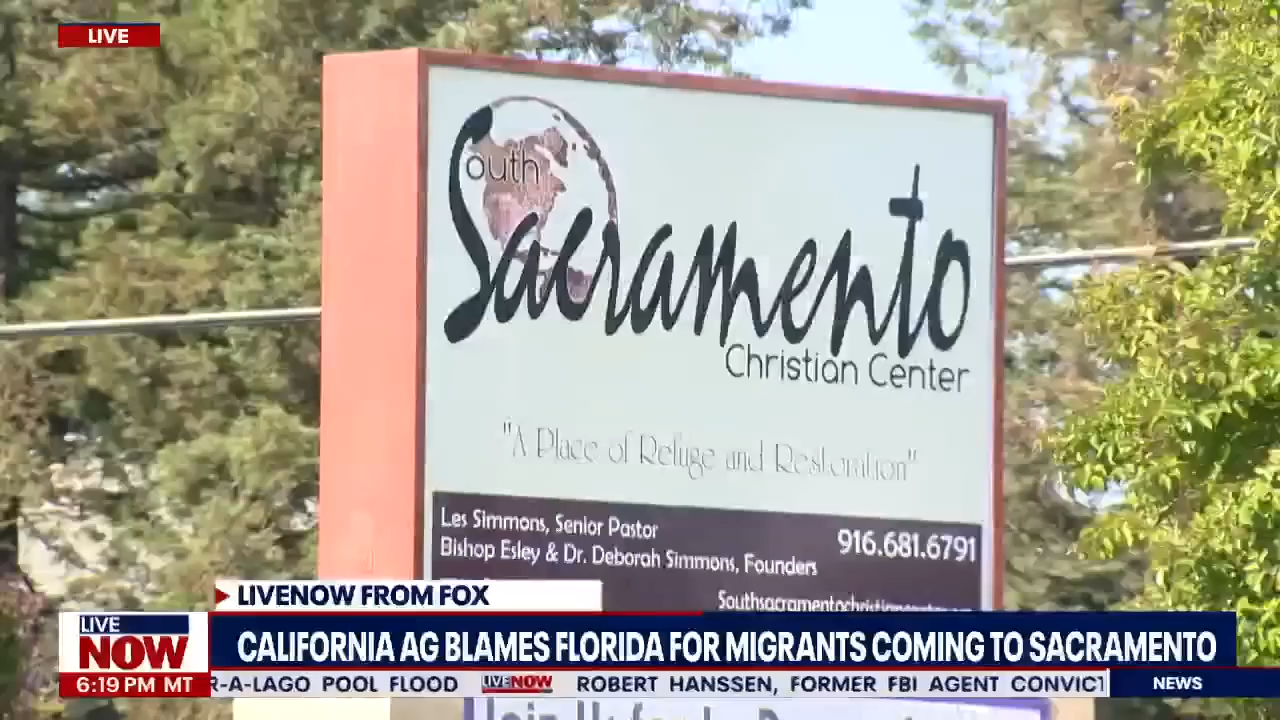 LIVE
South
Sacramento
Christian Center
"A Place of Refuge and Restoration"
Les Simmons, Senior Pastor
916.681.6791
Bishop Esley & Dr. Deborah Simmons, Founders
LIVENOW FROM FOX
LIVE
NOW
CALIFORNIA AG BLAMES FLORIDA FOR MIGRANTS COMING TO SACRAMENTO
6:19 PM MT
R-A-LAGO POOL FLOOD LIVENOW ROBERT HANSSEN, FORMER FBI AGENT CONVICT
NEWS